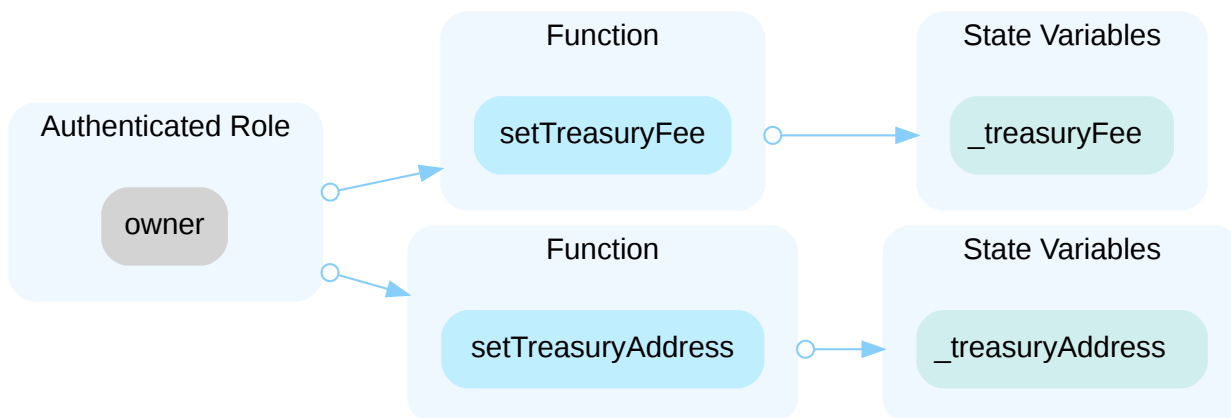 Authenticated Role
owner
Function
setTreasuryFee
State Variables
_treasuryFee
Function
setTreasuryAddress
State Variables
_treasuryAddress